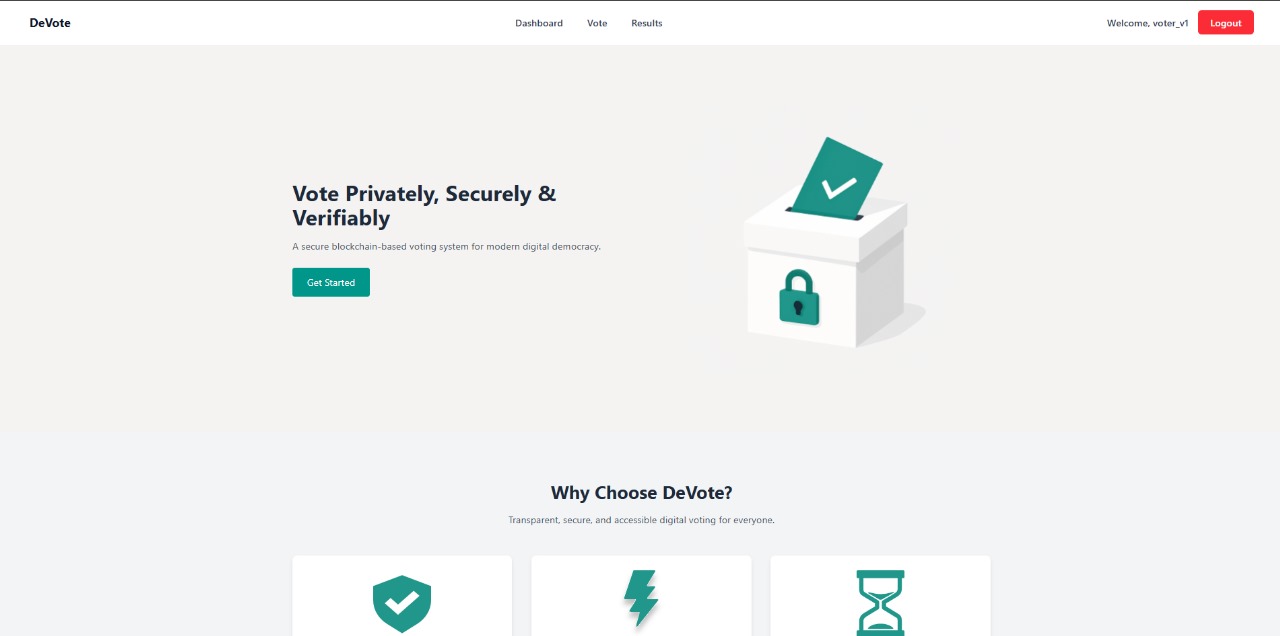 DeVote
Dashboard
Vote
Results
Welcome, voter_v1
Logout
Vote Privately, Securely &
Verifiably
A secure blockchain-based voting system for modern digital democracy.
Get Started
Why Choose DeVote?
Transparent, secure, and accessible digital voting for everyone.